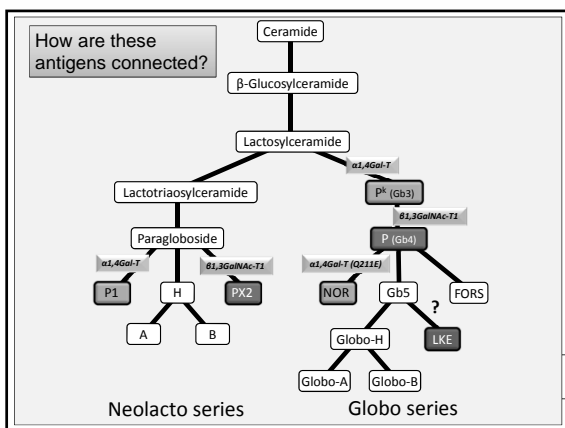 How are these
antigens connected?
Ceramide
β-Glucosylceramide
Lactosylceramide
α1,4Gal-T
Lactotriaosylceramide
Pᵏ (Gb3)
β1,3GalNAc-T1
Paragloboside
P (Gb4)
α1,4Gal-T
β1,3GalNAc-T1
α1,4Gal-T (Q211E)
P1
H
PX2
NOR
Gb5
FORS
?
A
B
Globo-H
LKE
Globo-A
Globo-B
Neolacto series
Globo series